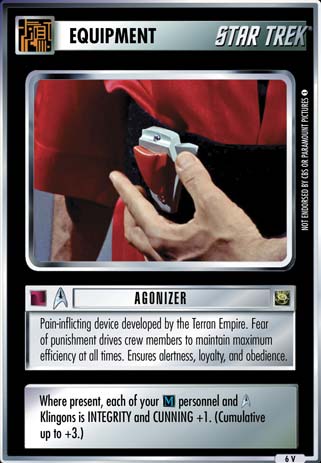 EQUIPMENT STAR TREK
NOT ENDORSED BY CBS OR PARAMOUNT PICTURES
AGONIZER
Pain-inflicting device developed by the Terran Empire. Fear
of punishment drives crew members to maintain maximum
efficiency at all times. Ensures alertness, loyalty, and obedience.
Where present, each of your M personnel and
Klingons is INTEGRITY and CUNNING +1. (Cumulative
up to +3.)
6 V